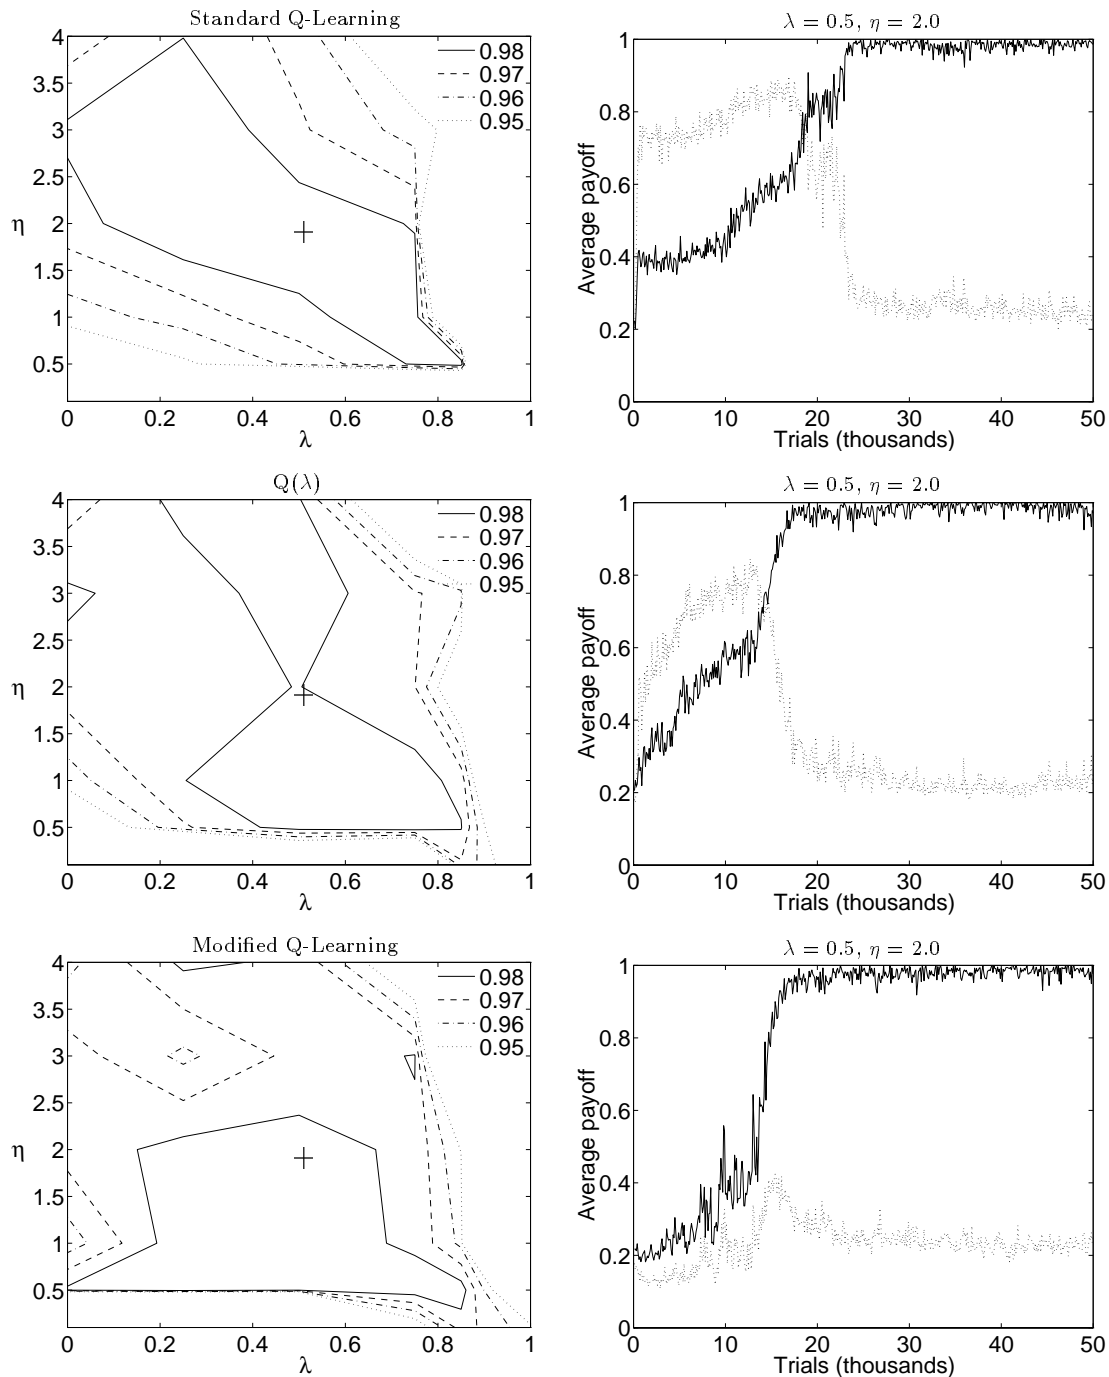 Standard Q-Learning
4
3.5
3
2.5
2
1.5
1
0.5
η
0 0.2 0.4 0.6 0.8 1
λ
0.98
0.97
0.96
0.95
λ = 0.5, η = 2.0
1
0.8
0.6
0.4
0.2
0
Average payoff
0 10 20 30 40 50
Trials (thousands)
Q(λ)
4
3.5
3
2.5
2
1.5
1
0.5
η
0 0.2 0.4 0.6 0.8 1
λ
0.98
0.97
0.96
0.95
λ = 0.5, η = 2.0
1
0.8
0.6
0.4
0.2
0
Average payoff
0 10 20 30 40 50
Trials (thousands)
Modified Q-Learning
4
3.5
3
2.5
2
1.5
1
0.5
η
0 0.2 0.4 0.6 0.8 1
λ
0.98
0.97
0.96
0.95
λ = 0.5, η = 2.0
1
0.8
0.6
0.4
0.2
0
Average payoff
0 10 20 30 40 50
Trials (thousands)